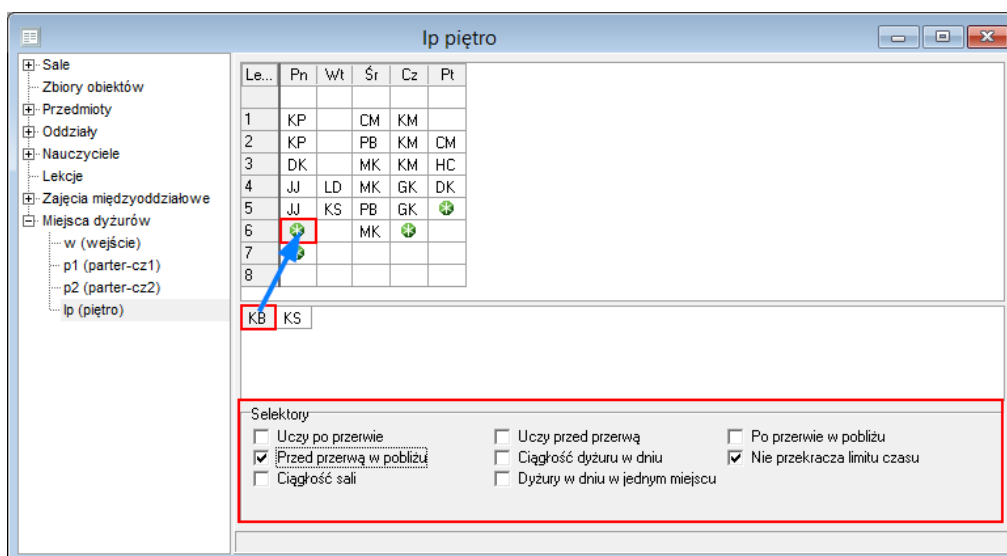 Ip piętro
Sale
Zbiory obiektów
Przedmioty
Oddziały
Nauczyciele
Lekcje
Zajęcia międzyoddziałowe
Miejsca dyżurów
w (wejście)
p1 (parter-cz1)
p2 (parter-cz2)
Ip (piętro)
Le... Pn Wt Śr Cz Pt
1 KP CM KM
2 KP PB KM CM
3 DK MK KM HC
4 JJ LD MK GK DK
5 JJ KS PB GK
6 MK
7
8
KB KS
Selektory
Uczy po przerwie Uczy przed przerwą Po przerwie w pobliżu
Przed przerwą w pobliżu Ciągłość dyżuru w dniu Nie przekracza limitu czasu
Ciągłość sali Dyżury w dniu w jednym miejscu